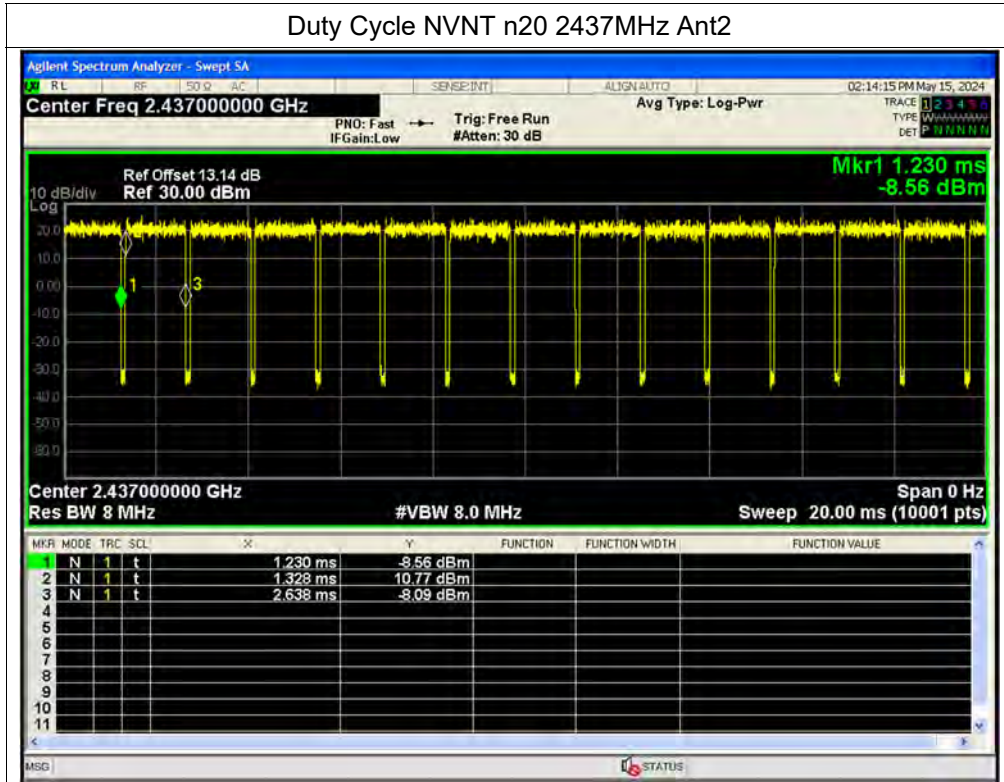 Duty Cycle NVNT n20 2437MHz Ant2
Agilent Spectrum Analyzer - Swept SA
RL RF 50 Ω AC SENSE:INT ALIGN AUTO 02:14:15 PM May 15, 2024
Center Freq 2.437000000 GHz Avg Type: Log-Pwr TRACE 1 2 3 4 5 6
PNO: Fast Trig: Free Run TYPE W
IFGain:Low #Atten: 30 dB DET P N N N N N
Mkr1 1.230 ms
Ref Offset 13.14 dB
10 dB/div Ref 30.00 dBm -8.56 dBm
Log
20.0
10.0
0.00
-10.0
-20.0
-30.0
-40.0
-50.0
-60.0
1 3
Center 2.437000000 GHz Span 0 Hz
Res BW 8 MHz #VBW 8.0 MHz Sweep 20.00 ms (10001 pts)
MKR MODE TRC SCL X Y FUNCTION FUNCTION WIDTH FUNCTION VALUE
1 N 1 t 1.230 ms -8.56 dBm
2 N 1 t 1.328 ms 10.77 dBm
3 N 1 t 2.638 ms -8.09 dBm
4
5
6
7
8
9
10
11
MSG STATUS